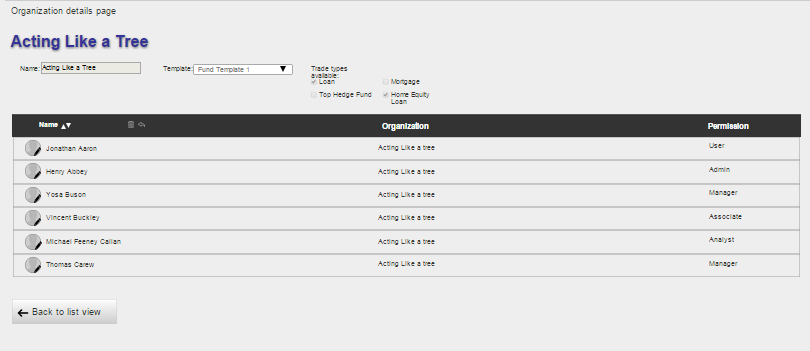 Organization details page
Acting Like a Tree
Name: Acting Like a Tree
Template: Fund Template 1
Trade types
available:
Loan Mortgage
Top Hedge Fund Home Equity
Loan
Name Organization Permission
Jonathan Aaron Acting Like a tree User
Henry Abbey Acting Like a tree Admin
Yosa Buson Acting Like a tree Manager
Vincent Buckley Acting Like a tree Associate
Michael Feeney Callan Acting Like a tree Analyst
Thomas Carew Acting Like a tree Manager
Back to list view